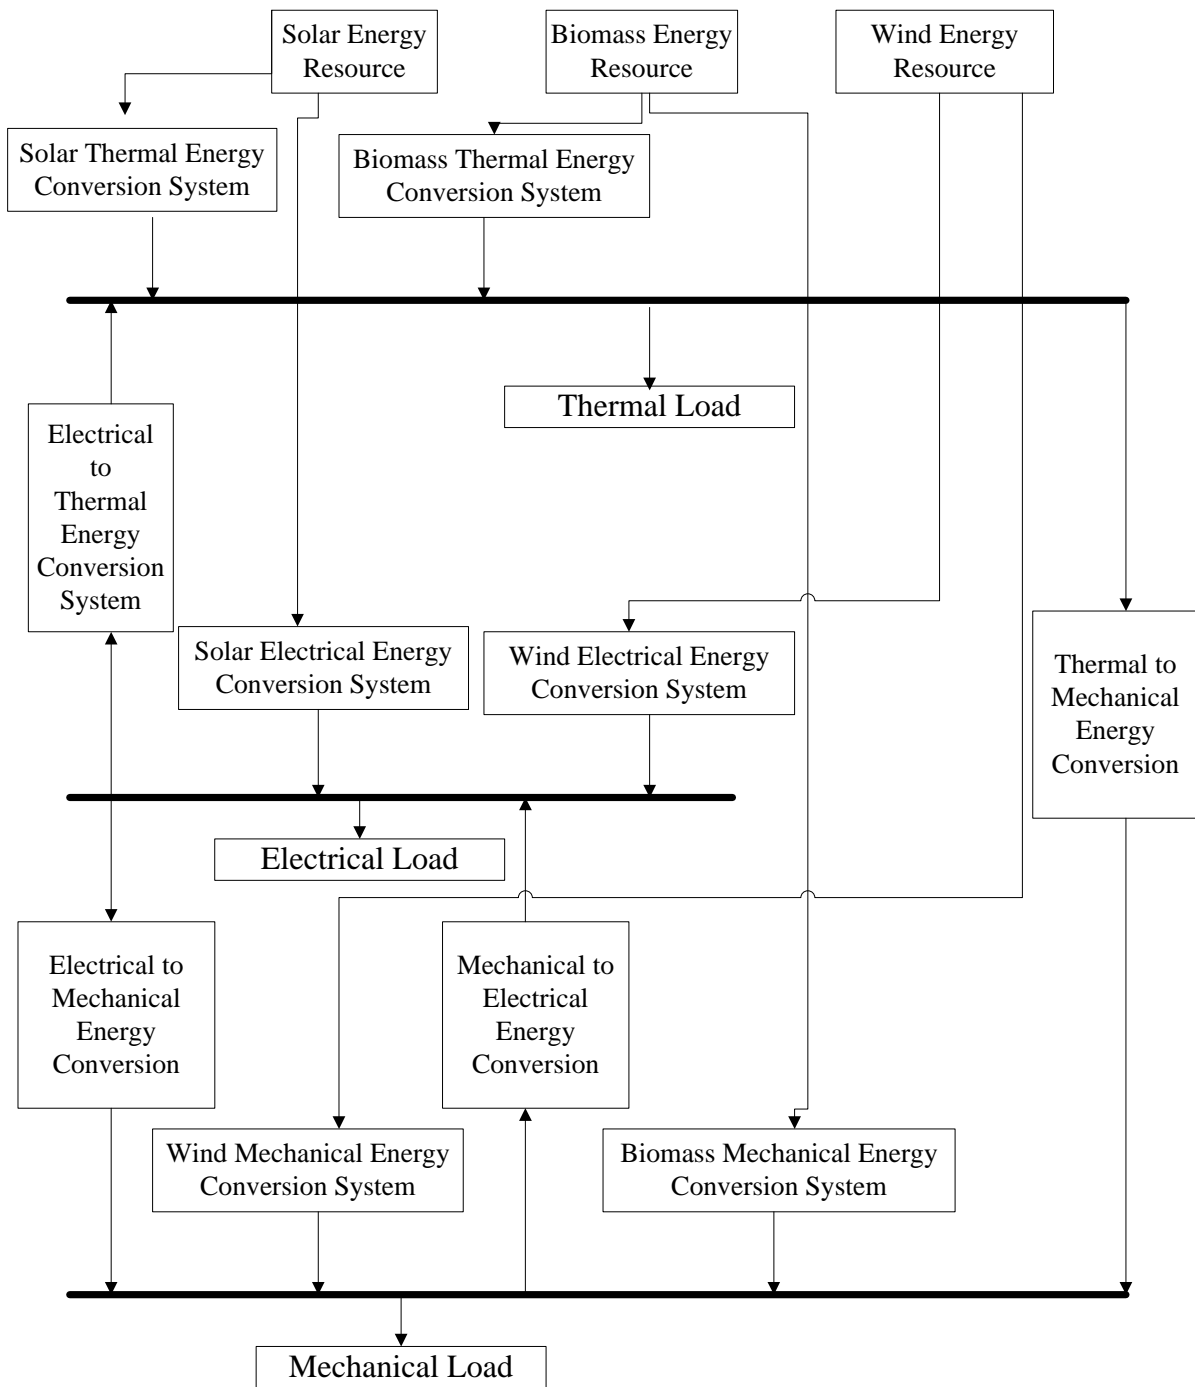 Solar Energy
Resource
Biomass Energy
Resource
Wind Energy
Resource
Solar Thermal Energy
Conversion System
Biomass Thermal Energy
Conversion System
Thermal Load
Electrical
to
Thermal
Energy
Conversion
System
Solar Electrical Energy
Conversion System
Wind Electrical Energy
Conversion System
Thermal to
Mechanical
Energy
Conversion
Electrical Load
Electrical to
Mechanical
Energy
Conversion
Mechanical to
Electrical
Energy
Conversion
Wind Mechanical Energy
Conversion System
Biomass Mechanical Energy
Conversion System
Mechanical Load